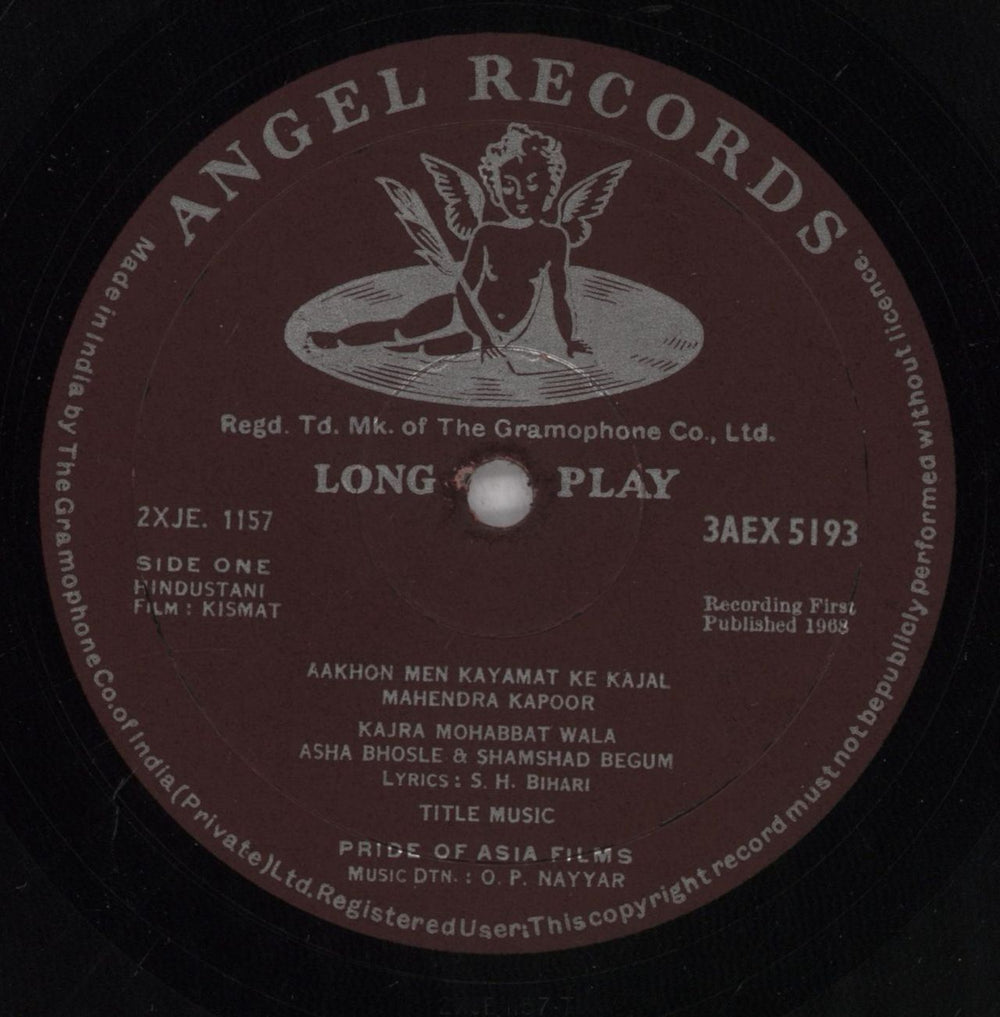 ANGEL RECORDS
Regd. Td. Mk. of The Gramophone Co., Ltd.
LONG PLAY
2XJE. 1157
3AEX 5193
SIDE ONE
HINDUSTANI
FILM : KISMAT
Recording First
Published 1968
AAKHON MEN KAYAMAT KE KAJAL
MAHENDRA KAPOOR
KAJRA MOHABBAT WALA
ASHA BHOSLE & SHAMSHAD BEGUM
LYRICS : S. H. BIHARI
TITLE MUSIC
PRIDE OF ASIA FILMS
MUSIC DTN. : O. P. NAYYAR
Made in India by The Gramophone Co. of India (Private) Ltd. Registered User: This copyright record must not be publicly performed without licence.